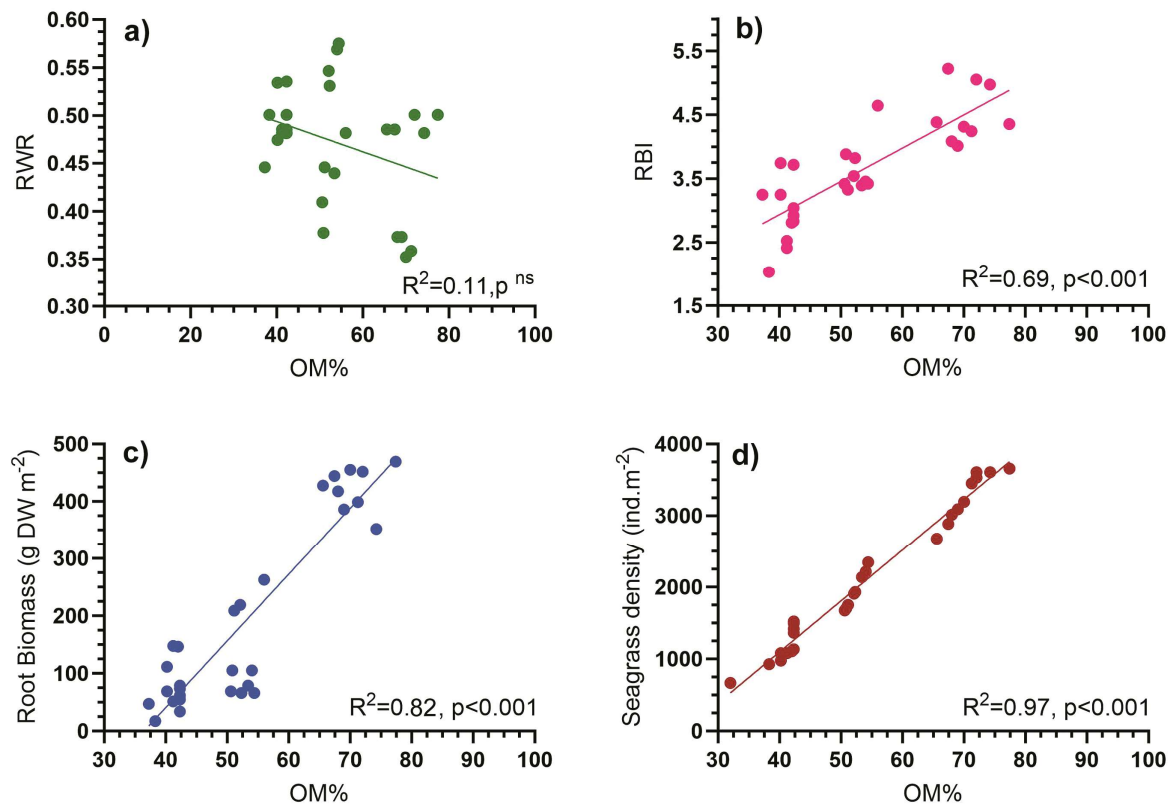 a)
RWR
0.60
0.55
0.50
0.45
0.40
0.35
0.30
0 10 20 30 40 50 60 70 80 90 100
OM%
R²=0.11,p ns
b)
RBI
5.5
4.5
3.5
2.5
1.5
30 40 50 60 70 80 90 100
OM%
R²=0.69, p<0.001
c)
Root Biomass (g DW m⁻²)
500
400
300
200
100
0
30 40 50 60 70 80 90 100
OM%
R²=0.82, p<0.001
d)
Seagrass density (ind.m⁻²)
4000
3000
2000
1000
0
30 40 50 60 70 80 90 100
OM%
R²=0.97, p<0.001